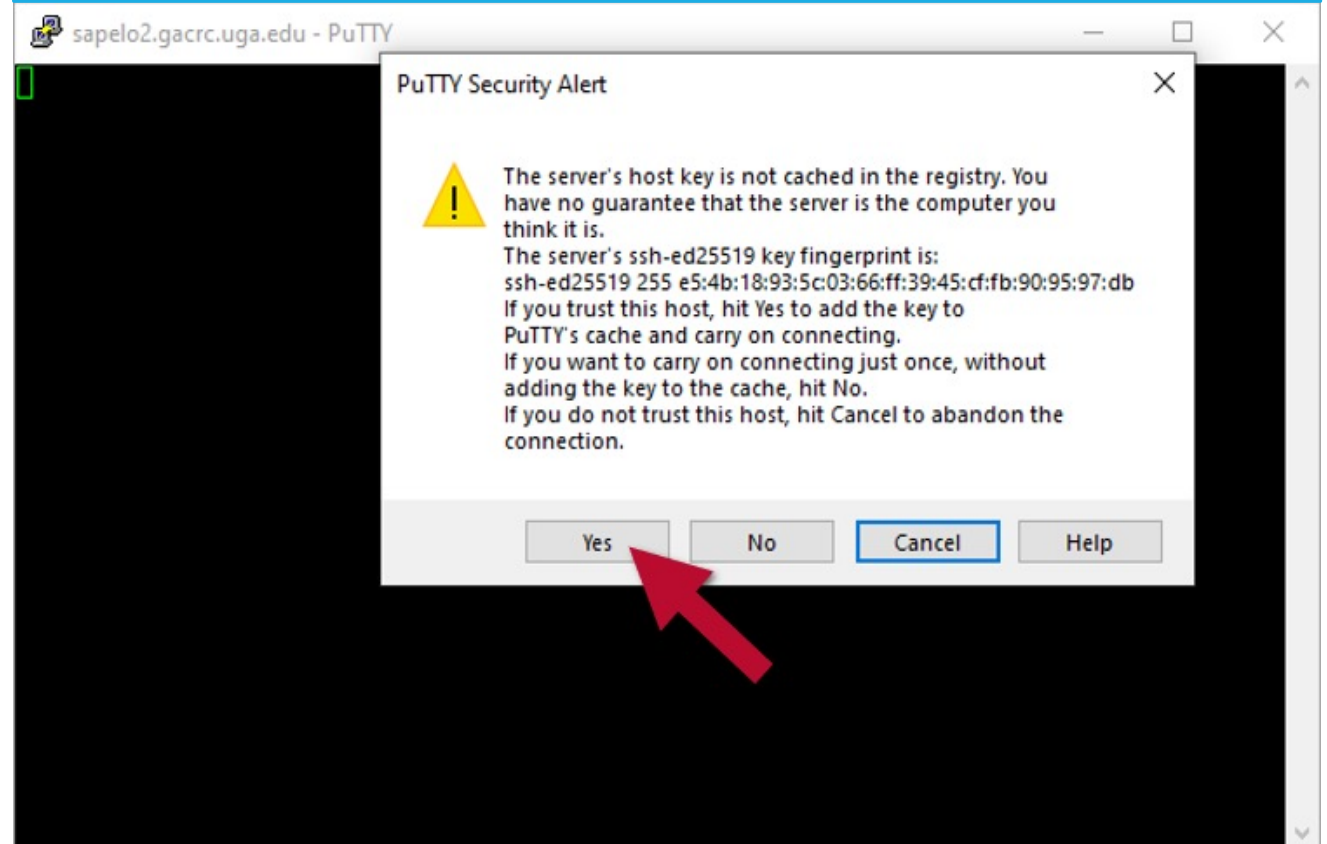 sapelo2.gacrc.uga.edu - PuTTY
PuTTY Security Alert
The server's host key is not cached in the registry. You
have no guarantee that the server is the computer you
think it is.
The server's ssh-ed25519 key fingerprint is:
ssh-ed25519 255 e5:4b:18:93:5c:03:66:ff:39:45:cf:fb:90:95:97:db
If you trust this host, hit Yes to add the key to
PuTTY's cache and carry on connecting.
If you want to carry on connecting just once, without
adding the key to the cache, hit No.
If you do not trust this host, hit Cancel to abandon the
connection.
Yes No Cancel Help